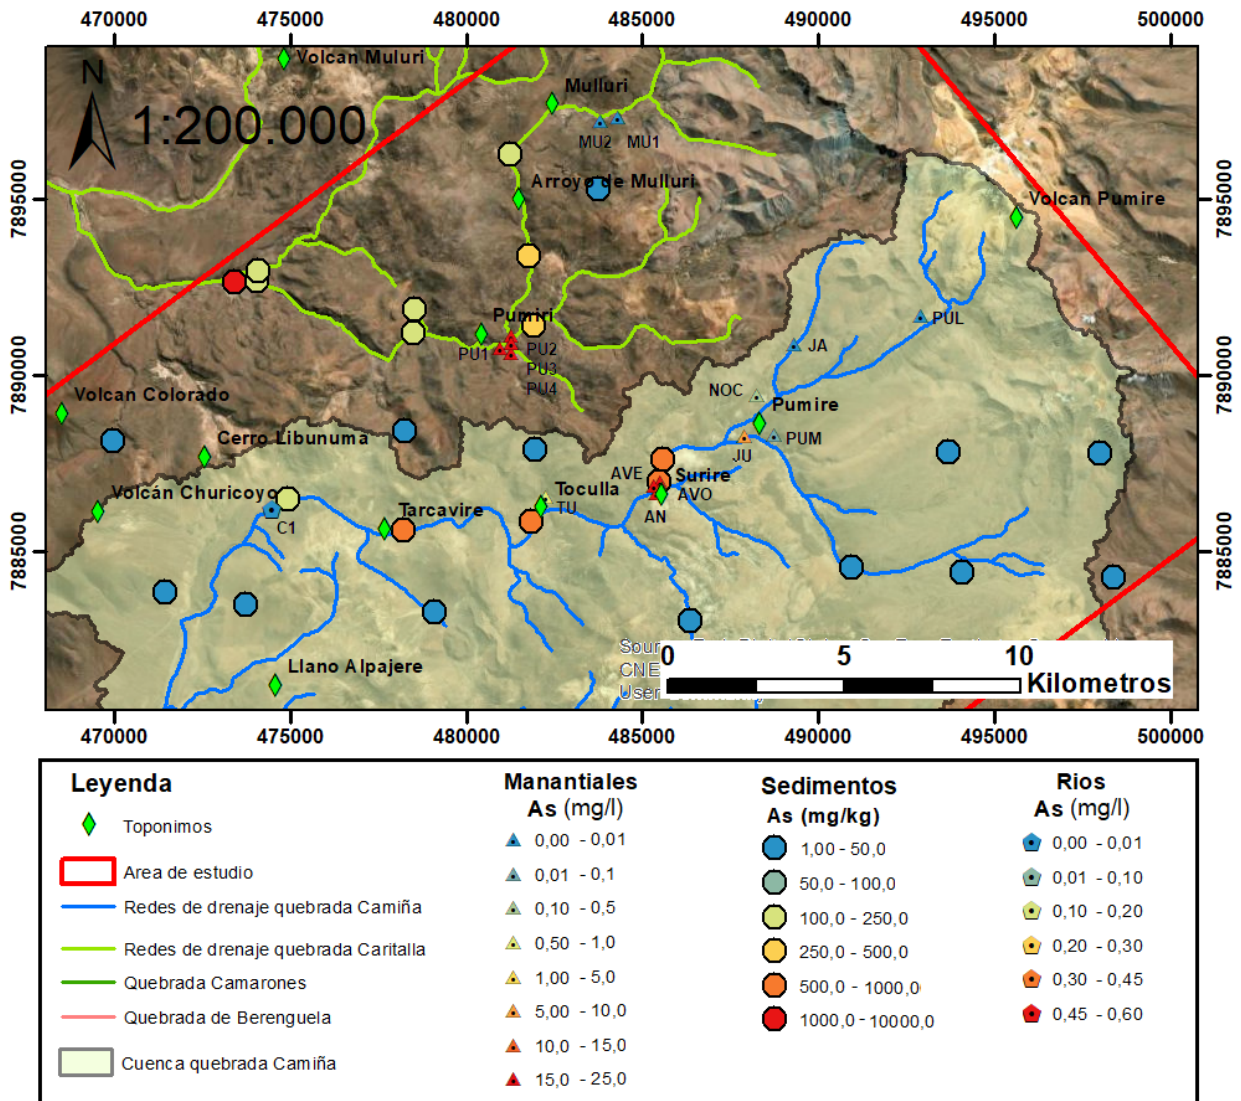 470000 475000 480000 485000 490000 495000 500000
N
1:200.000
Volcan Muluri
Mulluri
MU2 MU1
7895000
Arroyo de Mulluri
Volcan Pumire
7895000
Pumiri
PU1
PU2
PU3
PU4
PUL
JA
7890000
7890000
NOC
Volcan Colorado
Pumire
PUM
JU
Cerro Libunuma
AVE
Surire
AVO
AN
Volcán Churicoyo
Toculla
TU
Tarcavire
C1
7885000
7885000
Llano Alpajere
CNE
User
0 5 10
Kilometros
470000 475000 480000 485000 490000 495000 500000
Leyenda
Toponimos
Area de estudio
Redes de drenaje quebrada Camiña
Redes de drenaje quebrada Caritalla
Quebrada Camarones
Quebrada de Berenguela
Cuenca quebrada Camiña
Manantiales
As (mg/l)
0,00 - 0,01
0,01 - 0,1
0,10 - 0,5
0,50 - 1,0
1,00 - 5,0
5,00 - 10,0
10,0 - 15,0
15,0 - 25,0
Sedimentos
As (mg/kg)
1,00 - 50,0
50,0 - 100,0
100,0 - 250,0
250,0 - 500,0
500,0 - 1000,0
1000,0 - 10000,0
Rios
As (mg/l)
0,00 - 0,01
0,01 - 0,10
0,10 - 0,20
0,20 - 0,30
0,30 - 0,45
0,45 - 0,60